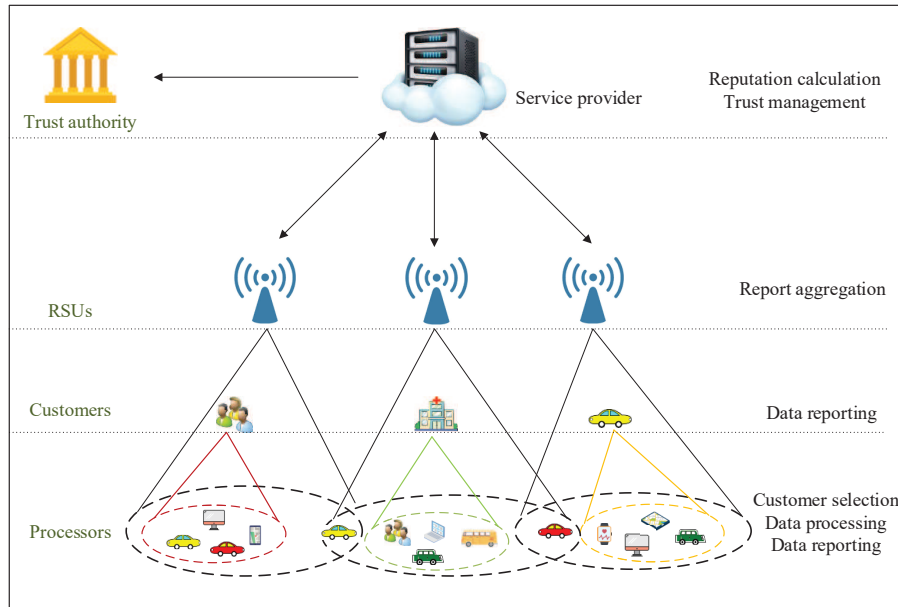 Service provider
Reputation calculation
Trust management
Trust authority
RSUs
Report aggregation
Customers
Data reporting
Processors
Customer selection
Data processing
Data reporting